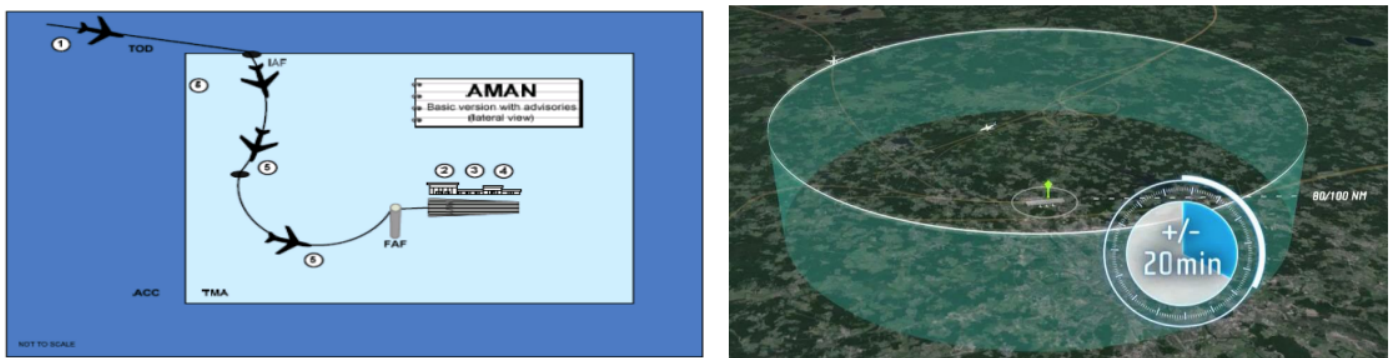 1
TOD
IAF
6
AMAN
Basic version with advisories
(lateral view)
5
2 3 4
FAF
5
ACC
TMA
NOT TO SCALE
80/100 NM
+/-
20min